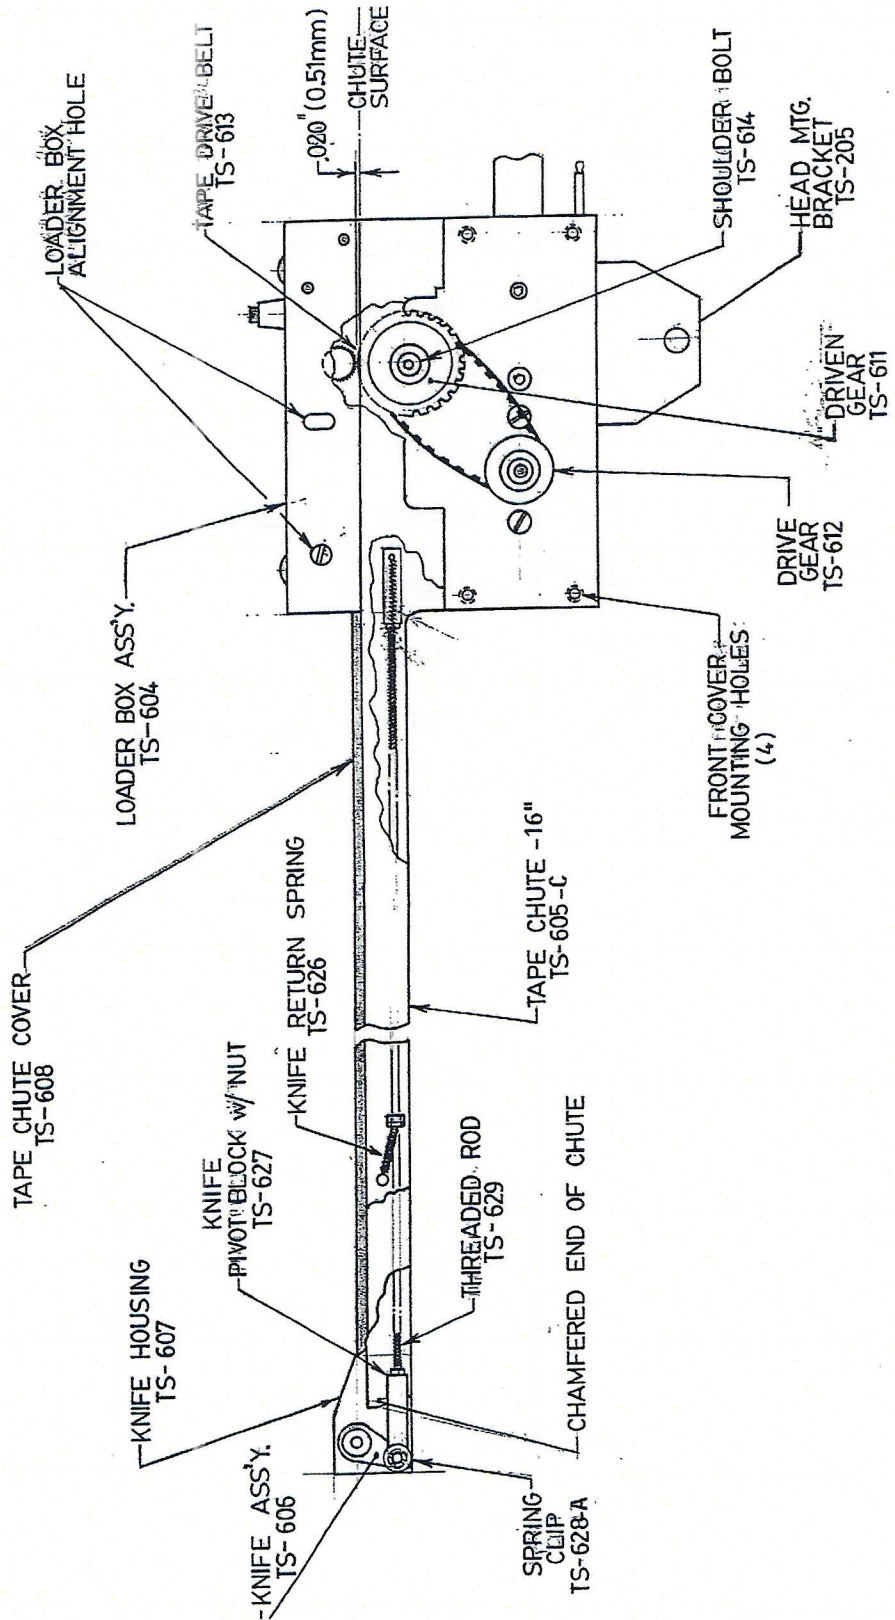 TAPE CHUTE COVER
TS-608
LOADER BOX ASS'Y.
TS-604
LOADER BOX
ALIGNMENT HOLE
TAPE DRIVE BELT
TS-613
.020" (0.51mm)
CHUTE
SURFACE
KNIFE HOUSING
TS-607
KNIFE
PIVOT BLOCK W/ NUT
TS-627
KNIFE RETURN SPRING
TS-626
KNIFE ASS'Y.
TS-606
SPRING
CLIP
TS-628-A
CHAMFERED END OF CHUTE
THREADED ROD
TS-629
TAPE CHUTE -16"
TS-605-C
FRONT COVER
MOUNTING HOLES
(4)
DRIVE
GEAR
TS-612
DRIVEN
GEAR
TS-611
SHOULDER BOLT
TS-614
HEAD MTG.
BRACKET
TS-205